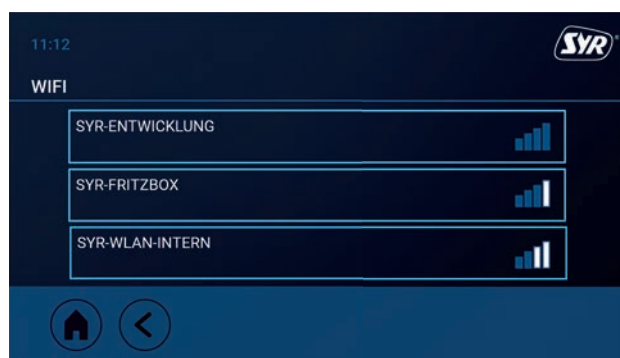 11:12
SYR
WIFI
SYR-ENTWICKLUNG
SYR-FRITZBOX
SYR-WLAN-INTERN